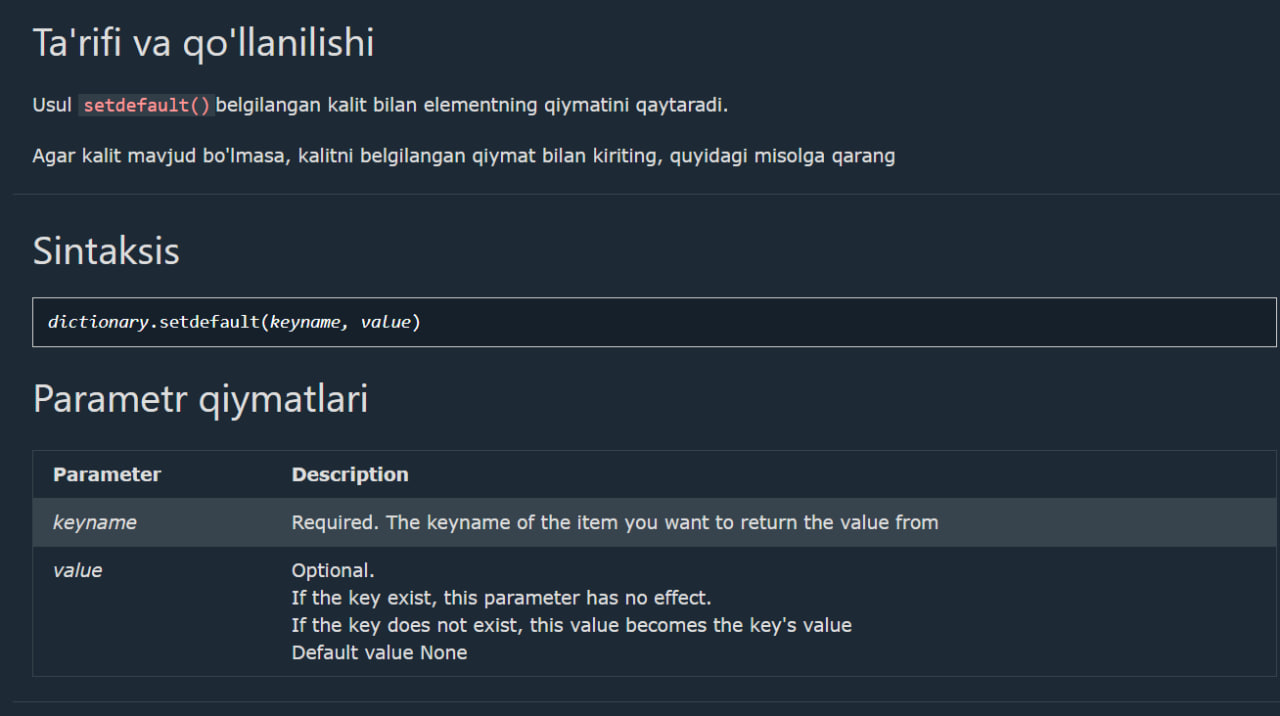 Ta'rifi va qo'llanilishi
Usul setdefault() belgilangan kalit bilan elementning qiymatini qaytaradi.
Agar kalit mavjud bo'lmasa, kalitni belgilangan qiymat bilan kiriting, quyidagi misolga qarang
Sintaksis
dictionary.setdefault(keyname, value)
Parametr qiymatlari
Parameter Description
keyname Required. The keyname of the item you want to return the value from
value Optional.
If the key exist, this parameter has no effect.
If the key does not exist, this value becomes the key's value
Default value None